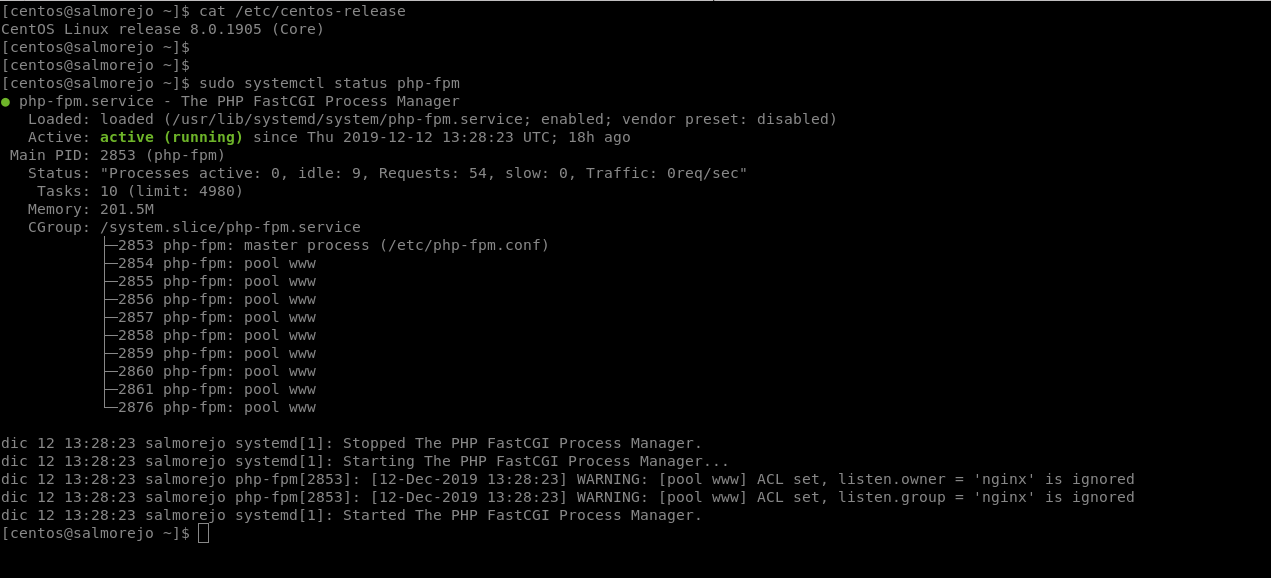 [centos@salmorejo ~]$ cat /etc/centos-release
CentOS Linux release 8.0.1905 (Core)
[centos@salmorejo ~]$
[centos@salmorejo ~]$
[centos@salmorejo ~]$ sudo systemctl status php-fpm
● php-fpm.service - The PHP FastCGI Process Manager
   Loaded: loaded (/usr/lib/systemd/system/php-fpm.service; enabled; vendor preset: disabled)
   Active: active (running) since Thu 2019-12-12 13:28:23 UTC; 18h ago
 Main PID: 2853 (php-fpm)
   Status: "Processes active: 0, idle: 9, Requests: 54, slow: 0, Traffic: 0req/sec"
    Tasks: 10 (limit: 4980)
   Memory: 201.5M
   CGroup: /system.slice/php-fpm.service
           ├─2853 php-fpm: master process (/etc/php-fpm.conf)
           ├─2854 php-fpm: pool www
           ├─2855 php-fpm: pool www
           ├─2856 php-fpm: pool www
           ├─2857 php-fpm: pool www
           ├─2858 php-fpm: pool www
           ├─2859 php-fpm: pool www
           ├─2860 php-fpm: pool www
           ├─2861 php-fpm: pool www
           └─2876 php-fpm: pool www

dic 12 13:28:23 salmorejo systemd[1]: Stopped The PHP FastCGI Process Manager.
dic 12 13:28:23 salmorejo systemd[1]: Starting The PHP FastCGI Process Manager...
dic 12 13:28:23 salmorejo php-fpm[2853]: [12-Dec-2019 13:28:23] WARNING: [pool www] ACL set, listen.owner = 'nginx' is ignored
dic 12 13:28:23 salmorejo php-fpm[2853]: [12-Dec-2019 13:28:23] WARNING: [pool www] ACL set, listen.group = 'nginx' is ignored
dic 12 13:28:23 salmorejo systemd[1]: Started The PHP FastCGI Process Manager.
[centos@salmorejo ~]$